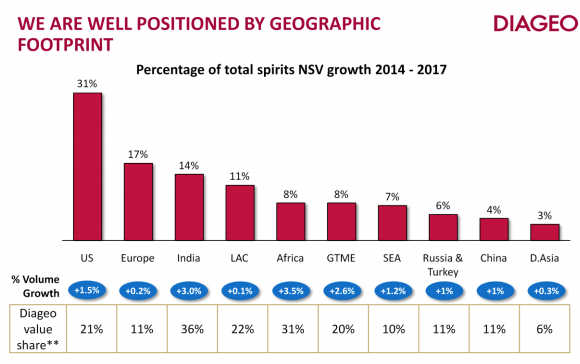 WE ARE WELL POSITIONED BY GEOGRAPHIC
FOOTPRINT
DIAGEO
Percentage of total spirits NSV growth 2014 - 2017
31%
17%
14%
11%
8%
8%
7%
6%
4%
3%
US Europe India LAC Africa GTME SEA Russia & Turkey China D.Asia
% Volume
Growth
+1.5% +0.2% +3.0% +0.1% +3.5% +2.6% +1.2% +1% +1% +0.3%
Diageo
value
share**
21% 11% 36% 22% 31% 20% 10% 11% 11% 6%